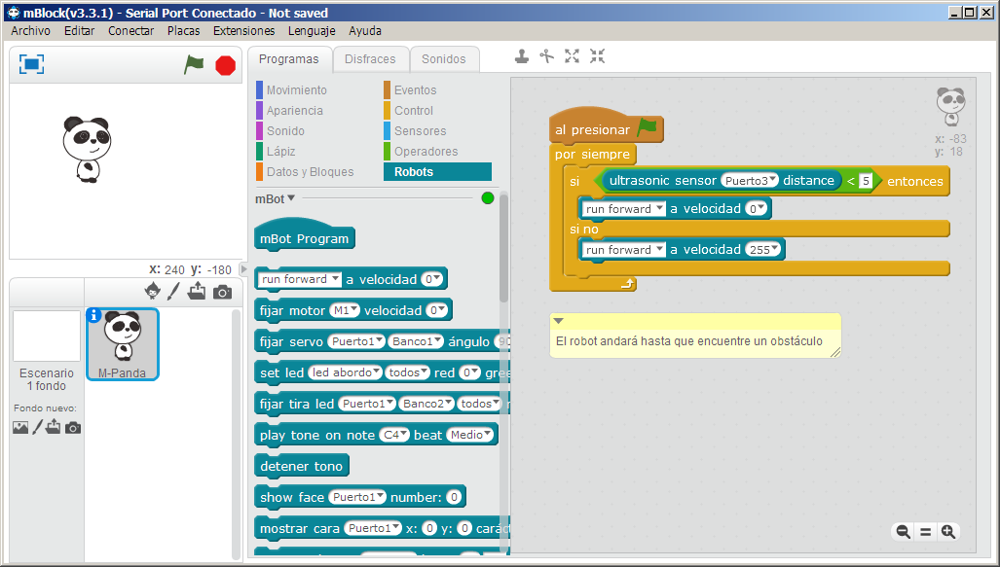 mBlock(v3.3.1) - Serial Port Conectado - Not saved
Archivo Editar Conectar Placas Extensiones Lenguaje Ayuda
X: 240 y: -180
Escenario
1 fondo
Fondo nuevo:
M-Panda
Programas Disfraces Sonidos
Movimiento Eventos
Apariencia Control
Sonido Sensores
Lápiz Operadores
Datos y Bloques Robots
mBot
mBot Program
run forward a velocidad 0
fijar motor M1 velocidad 0
fijar servo Puerto1 Banco1 ángulo 90
set led led abordo todos red 0 gree
fijar tira led Puerto1 Banco2 todos r
play tone on note C4 beat Medio
detener tono
show face Puerto1 number: 0
mostrar cara Puerto1 x: 0 y: 0 carác
al presionar
por siempre
si ultrasonic sensor Puerto3 distance < 5 entonces
run forward a velocidad 0
si no
run forward a velocidad 255
El robot andará hasta que encuentre un obstáculo
x: -83
y: 18